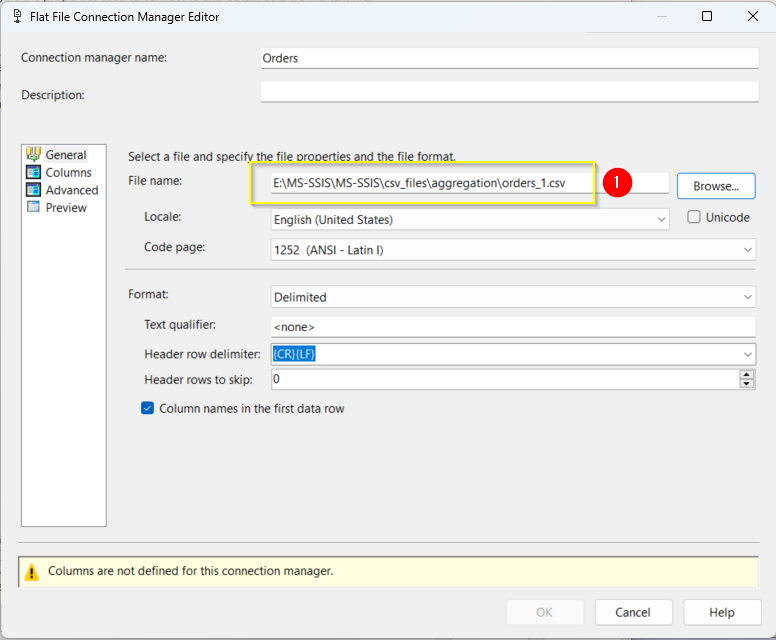 Flat File Connection Manager Editor
Connection manager name: Orders
Description:
General
Columns
Advanced
Preview
Select a file and specify the file properties and the file format.
File name: E:\MS-SSIS\MS-SSIS\csv_files\aggregation\orders_1.csv 1 Browse...
Locale: English (United States) Unicode
Code page: 1252 (ANSI - Latin I)
Format: Delimited
Text qualifier: <none>
Header row delimiter: {CR}{LF}
Header rows to skip: 0
Column names in the first data row
Columns are not defined for this connection manager.
OK Cancel Help